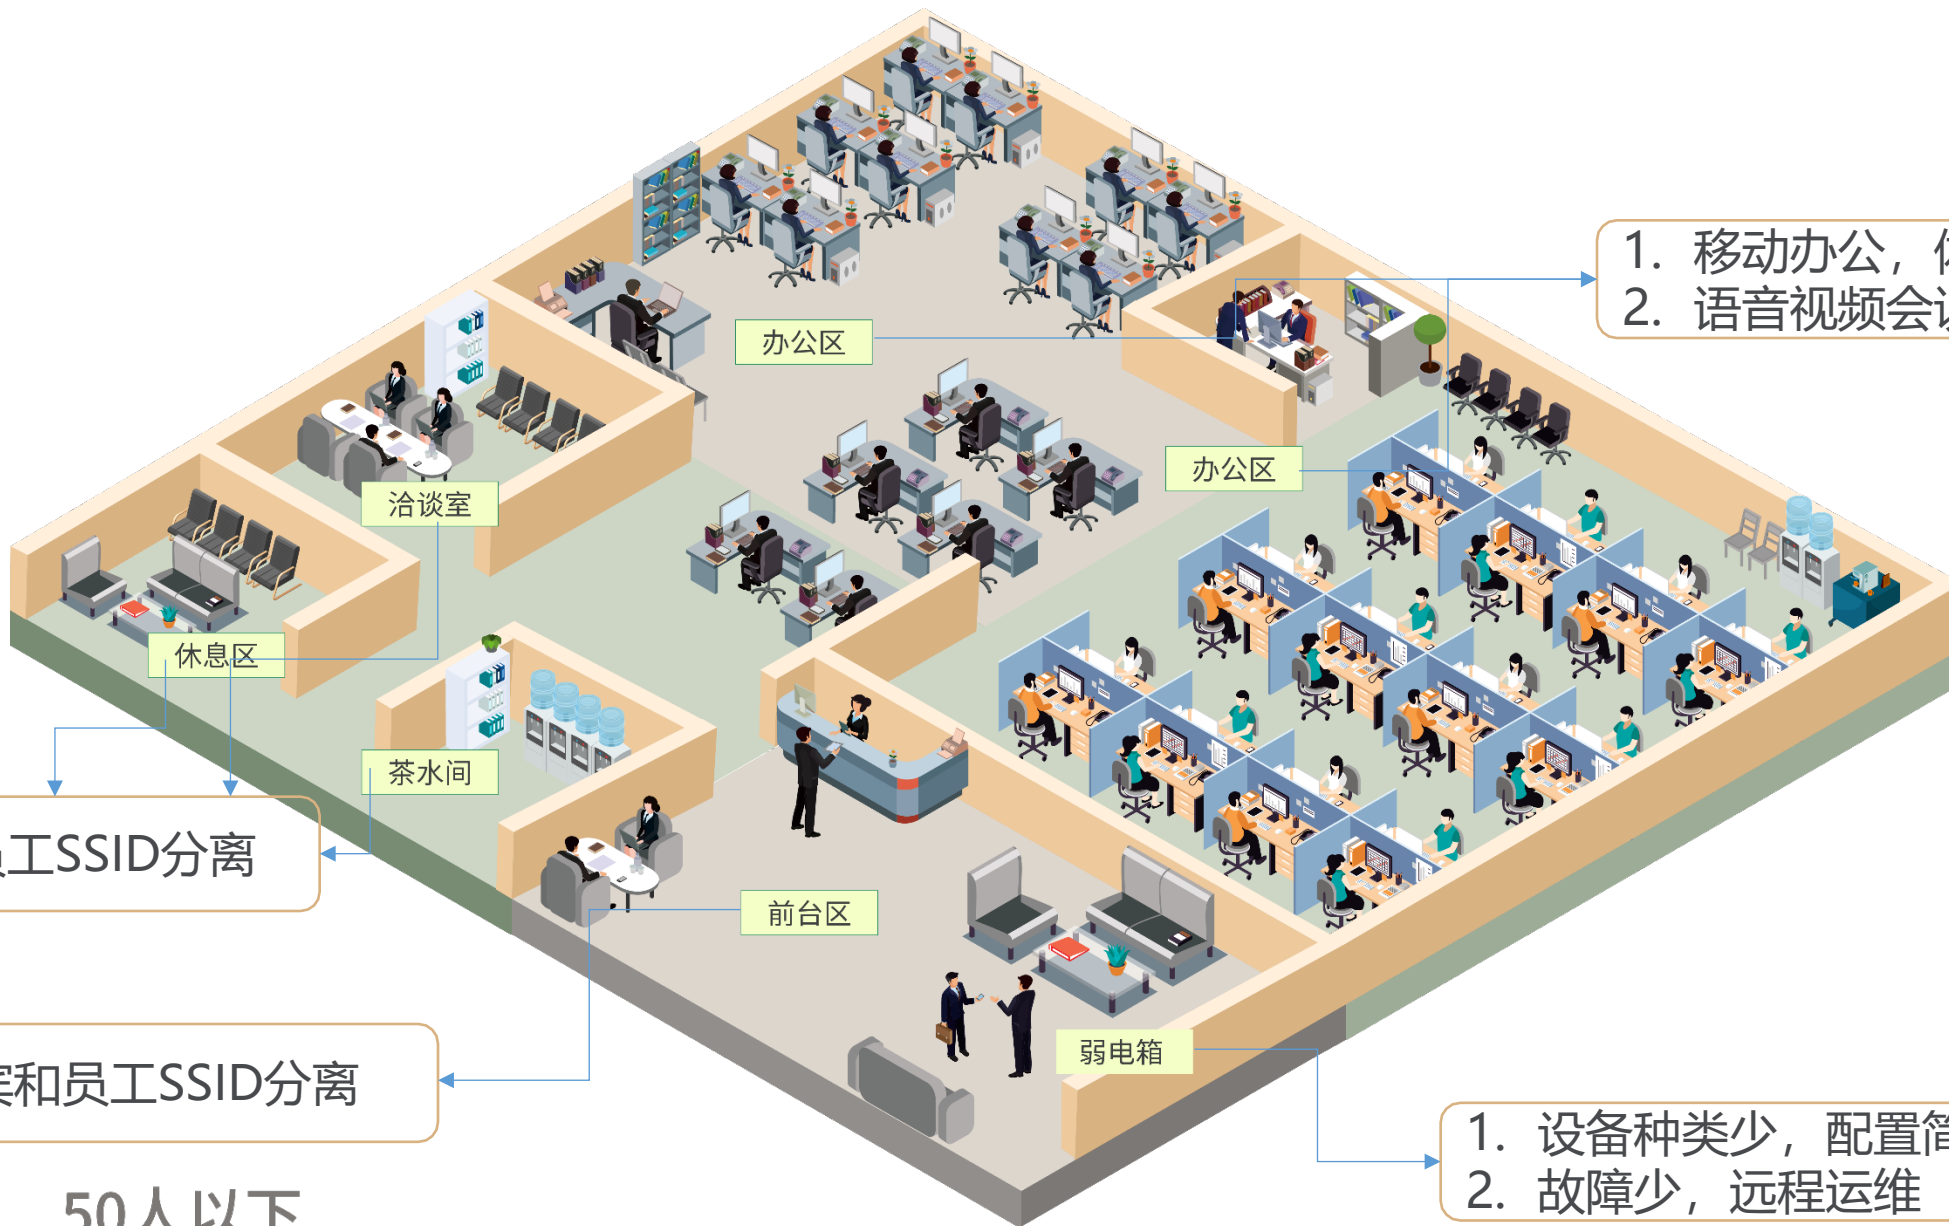 1. 移动办公，
2. 语音视频会
办公区
办公区
洽谈室
休息区
茶水间
工SSID分离
前台区
弱电箱
和员工SSID分离
1. 设备种类少，配置简
2. 故障少，远程运维
50人以下